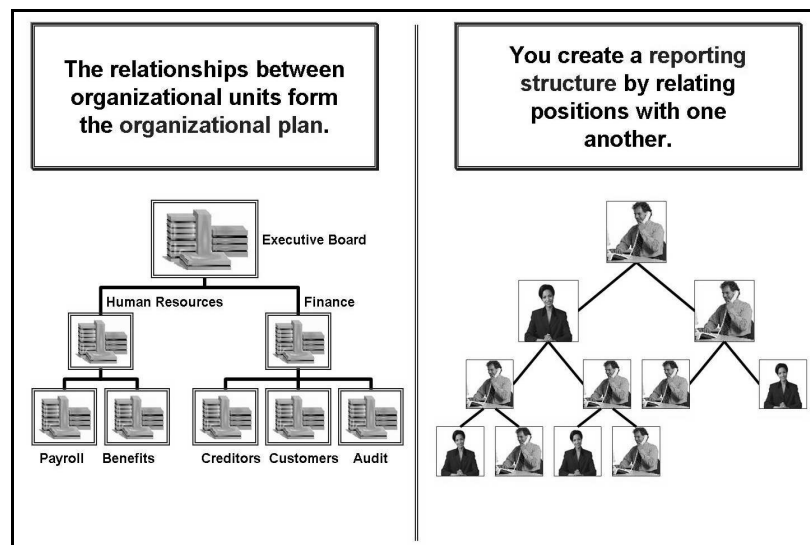 The relationships between
organizational units form
the organizational plan.
You create a reporting
structure by relating
positions with one
another.
Executive Board
Human Resources
Finance
Payroll
Benefits
Creditors
Customers
Audit